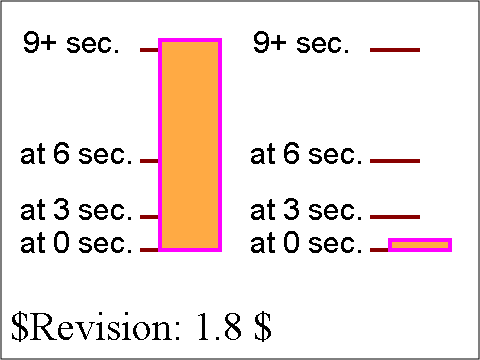 9+ sec. 9+ sec.
at 6 sec. at 6 sec.
at 3 sec. at 3 sec.
at 0 sec. at 0 sec.
$Revision: 1.8 $